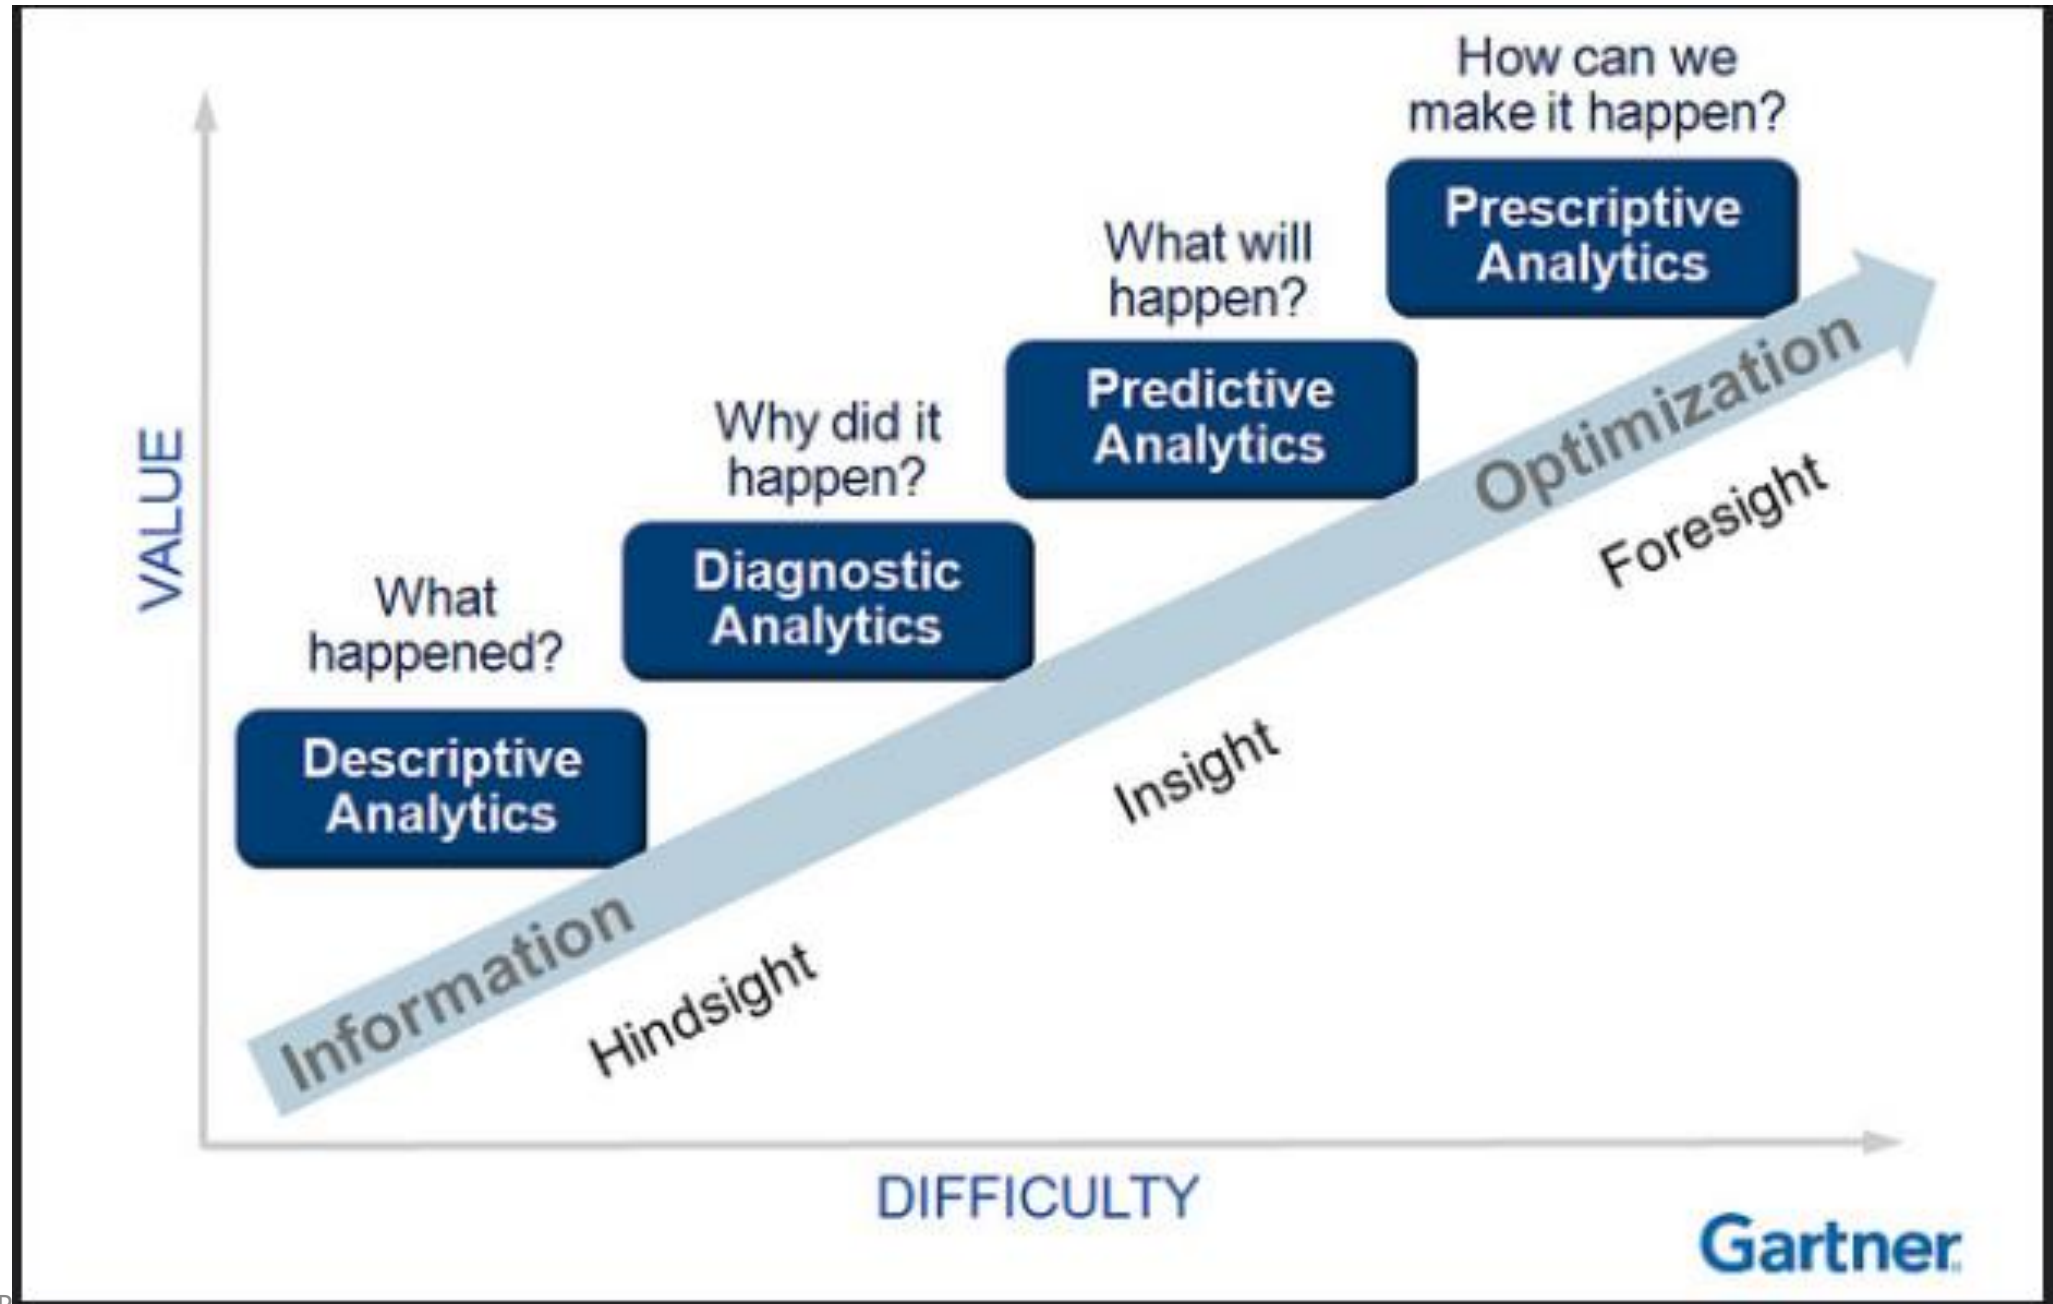 How can we
make it happen?
Prescriptive
Analytics
What will
happen?
Predictive
Analytics
Why did it
happen?
Diagnostic
Analytics
What
happened?
Descriptive
Analytics
VALUE
Information
Optimization
Hindsight
Insight
Foresight
DIFFICULTY
Gartner